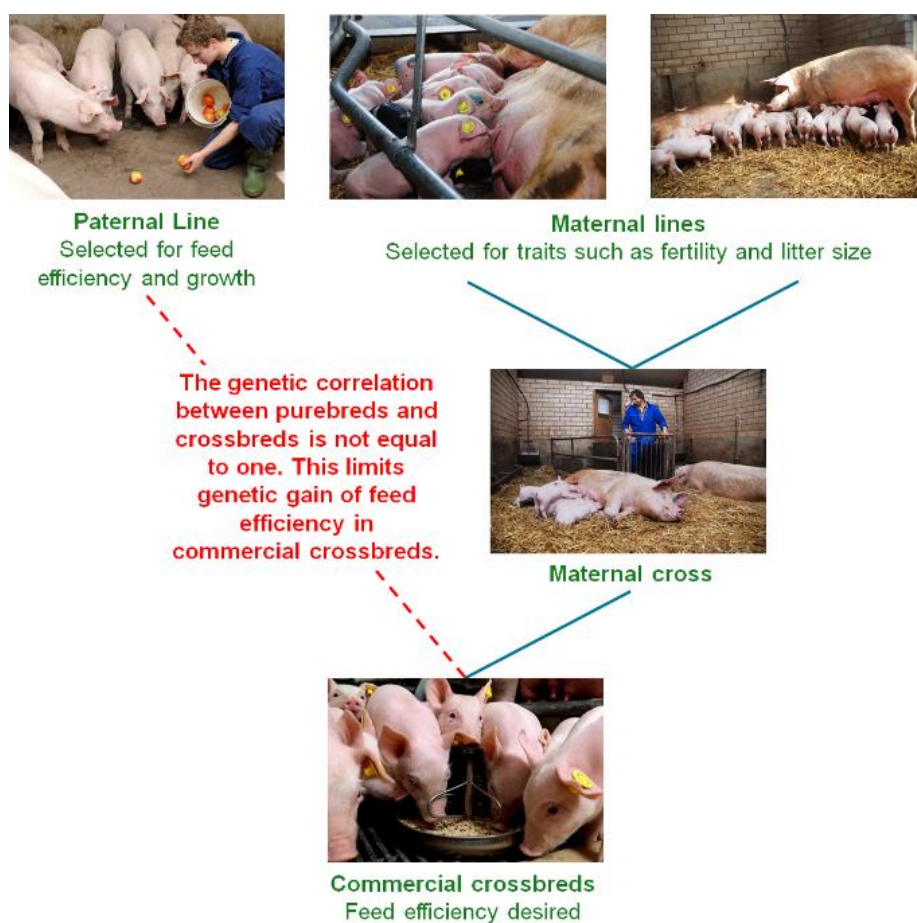 Paternal Line
Selected for feed
efficiency and growth
Maternal lines
Selected for traits such as fertility and litter size
The genetic correlation
between purebreds and
crossbreds is not equal
to one. This limits
genetic gain of feed
efficiency in
commercial crossbreds.
Maternal cross
Commercial crossbreds
Feed efficiency desired